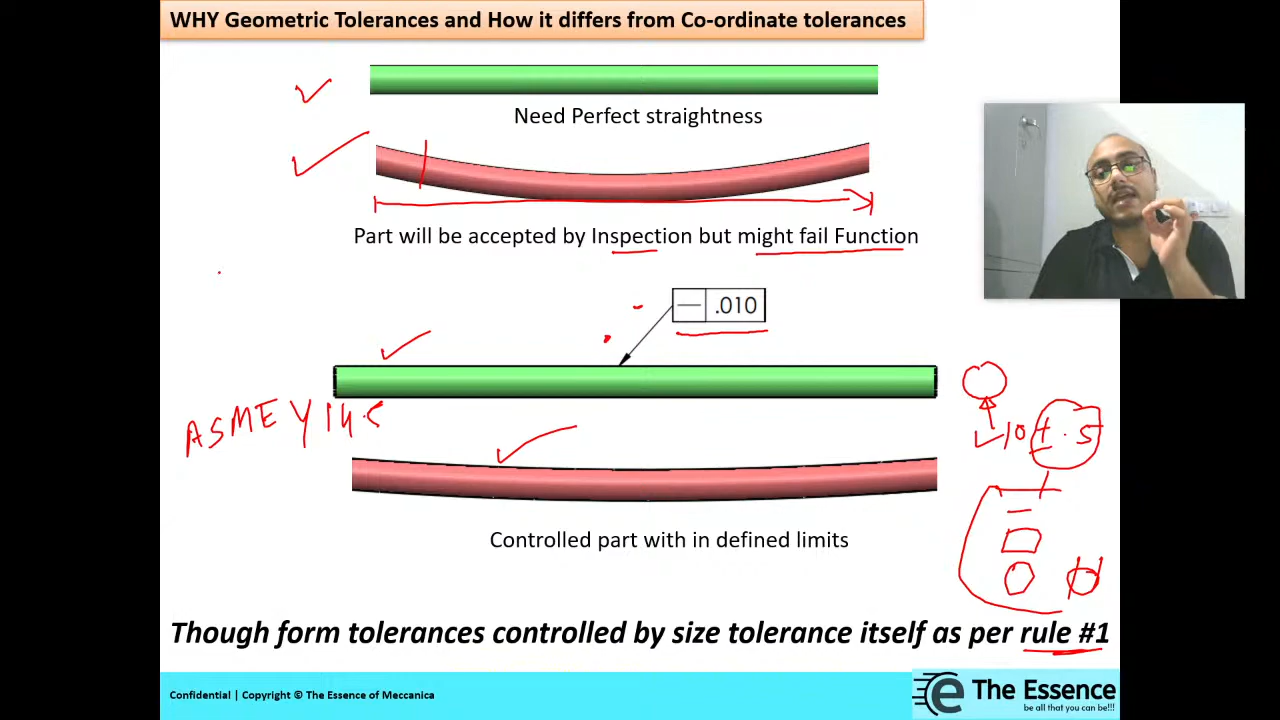 WHY Geometric Tolerances and How it differs from Co-ordinate tolerances
Need Perfect straightness
Part will be accepted by Inspection but might fail Function
.010
ASME Y14.5
10 ± .5
Controlled part with in defined limits
Though form tolerances controlled by size tolerance itself as per rule #1
Confidential | Copyright © The Essence of Meccanica
The Essence
be all that you can be!!!